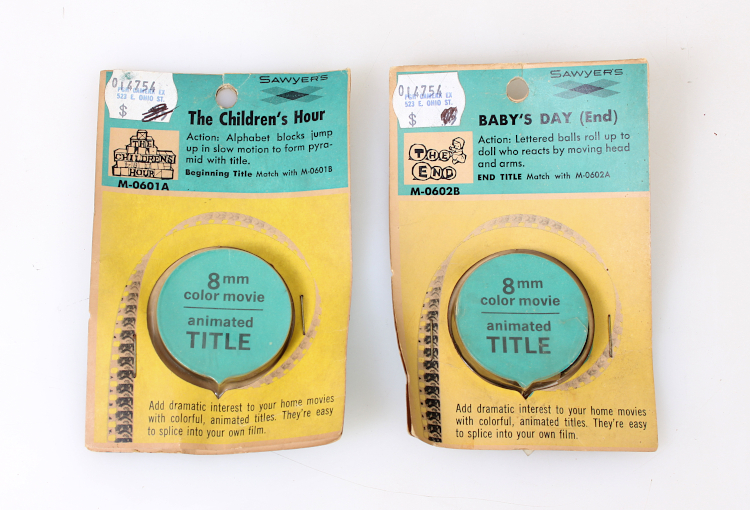 014754
523 E. OHIO ST.
$
SAWYER'S
The Children's Hour
Action: Alphabet blocks jump
up in slow motion to form pyra-
mid with title.
Beginning Title Match with M-0601B
THE
CHILDREN'S
HOUR
M-0601A
8mm
color movie
animated
TITLE
Add dramatic interest to your home movies
with colorful, animated titles. They're easy
to splice into your own film.
014754
523 E. OHIO ST.
$
SAWYER'S
BABY'S DAY (End)
Action: Lettered balls roll up to
doll who reacts by moving head
and arms.
END TITLE Match with M-0602A
THE
END
M-0602B
8mm
color movie
animated
TITLE
Add dramatic interest to your home movies
with colorful, animated titles. They're easy
to splice into your own film.